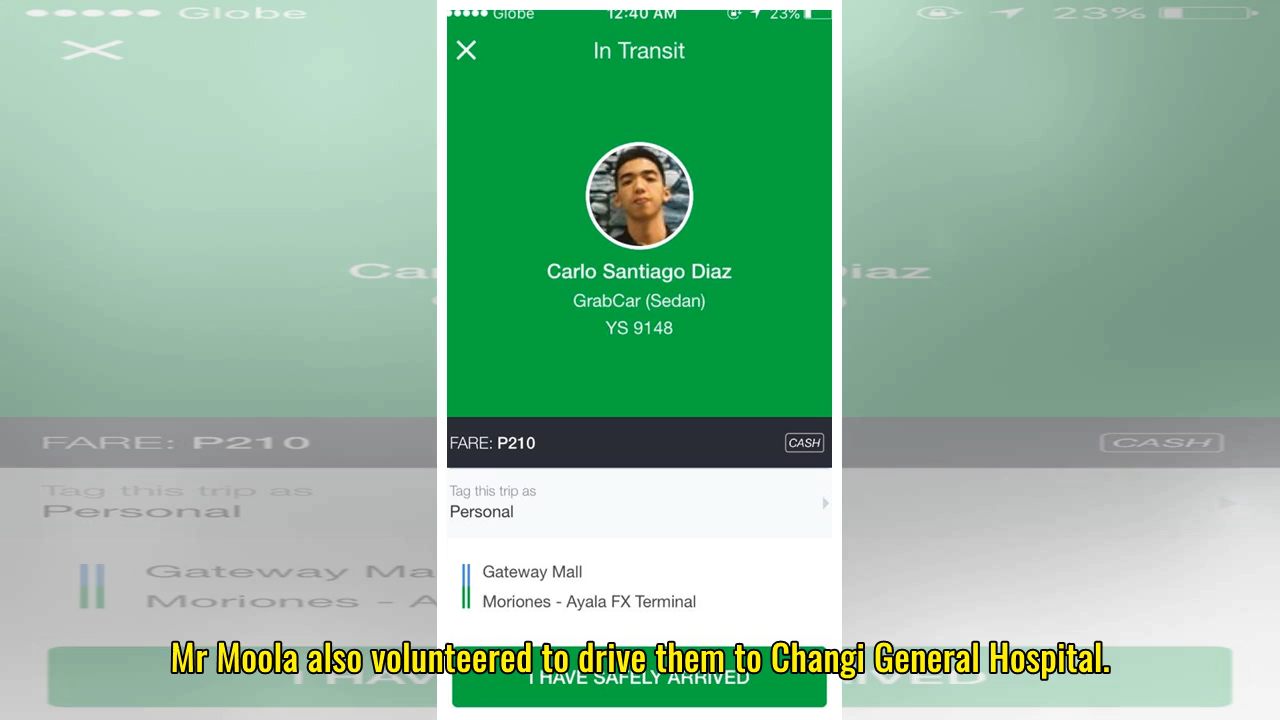 Globe 12:40 AM 23%
In Transit
Carlo Santiago Diaz
GrabCar (Sedan)
YS 9148
FARE: P210 CASH
Tag this trip as
Personal
Gateway Mall
Moriones - Ayala FX Terminal
Mr Moola also volunteered to drive them to Changi General Hospital.
I HAVE SAFELY ARRIVED